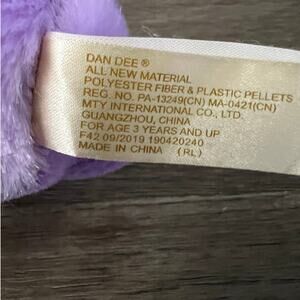 DAN DEE ®
ALL NEW MATERIAL
POLYESTER FIBER & PLASTIC PELLETS
REG. NO. PA-13249(CN) MA-0421(CN)
MTY INTERNATIONAL CO., LTD.
GUANGZHOU, CHINA
FOR AGE 3 YEARS AND UP
F42 09/2019 190420240
MADE IN CHINA (RL)